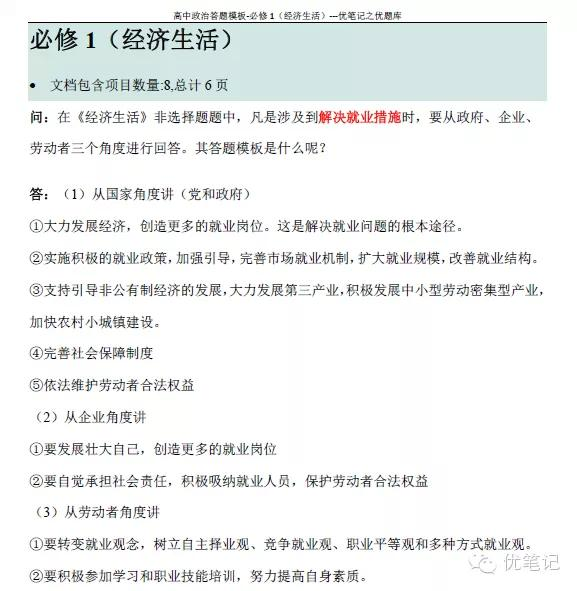 高中政治答题模板-必修 1（经济生活）---优笔记之优题库
必修 1（经济生活）
● 文档包含项目数量:8,总计 6 页
问：在《经济生活》非选择题题中，凡是涉及到解决就业措施时，要从政府、企业、
劳动者三个角度进行回答。其答题模板是什么呢？
答：（1）从国家角度讲（党和政府）
①大力发展经济，创造更多的就业岗位。这是解决就业问题的根本途径。
②实施积极的就业政策，加强引导，完善市场就业机制，扩大就业规模，改善就业结构。
③支持引导非公有制经济的发展，大力发展第三产业，积极发展中小型劳动密集型产业，
加快农村小城镇建设。
④完善社会保障制度
⑤依法维护劳动者合法权益
（2）从企业角度讲
①要发展壮大自己，创造更多的就业岗位
②要自觉承担社会责任，积极吸纳就业人员，保护劳动者合法权益
（3）从劳动者角度讲
①要转变就业观念，树立自主择业观、竞争就业观、职业平等观和多种方式就业观。
②要积极参加学习和职业技能培训，努力提高自身素质。
优笔记